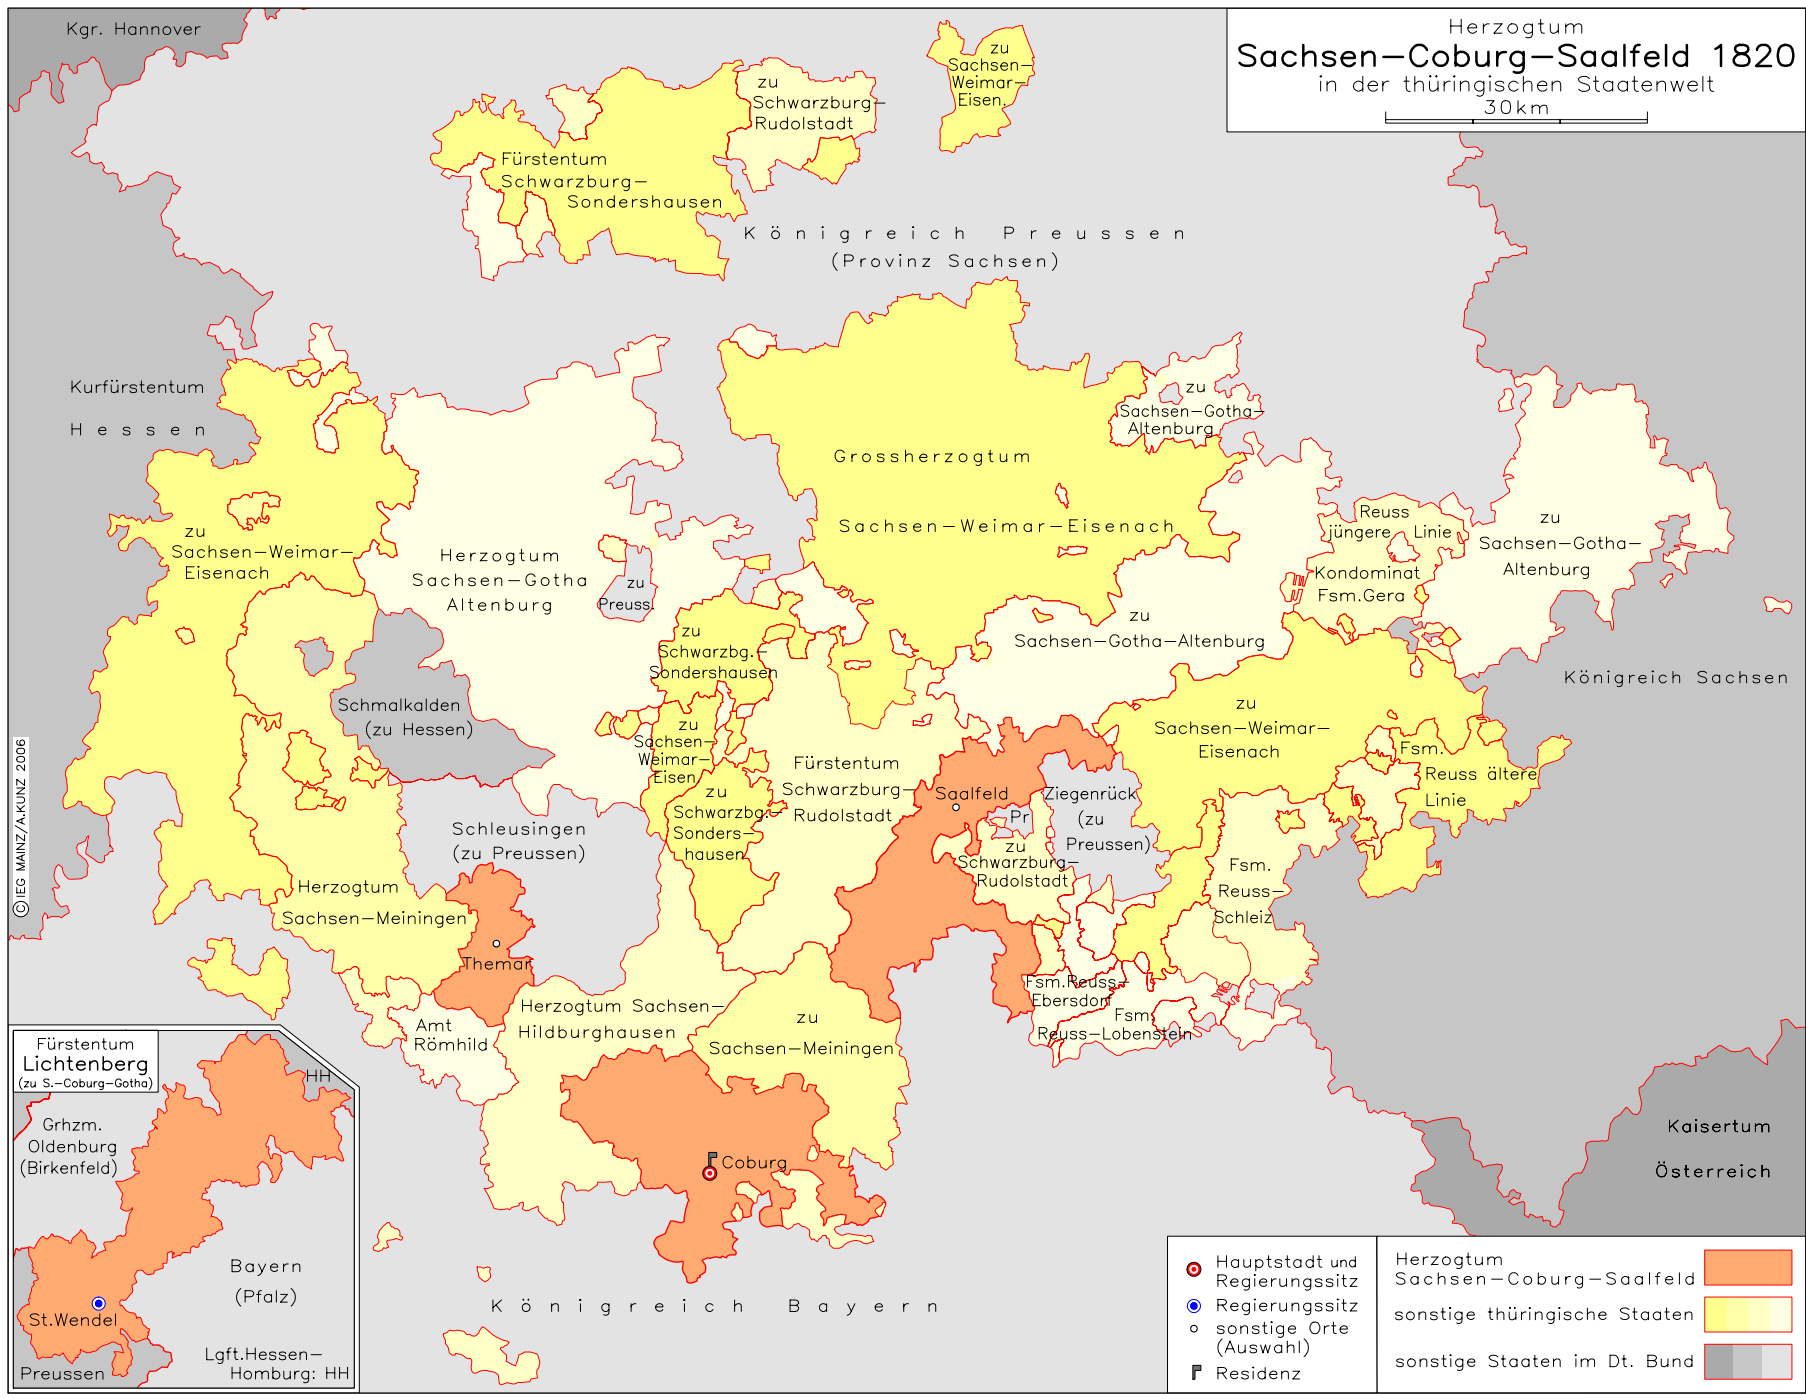 Kgr. Hannover
Herzogtum
Sachsen-Coburg-Saalfeld 1820
in der thüringischen Staatenwelt
30km
zu
Sachsen-
Weimar-
Eisen.
zu
Schwarzburg-
Rudolstadt
Fürstentum
Schwarzburg-
Sondershausen
Königreich Preussen
(Provinz Sachsen)
Kurfürstentum
Hessen
zu
Sachsen-Gotha-
Altenburg
Grossherzogtum
Sachsen-Weimar-Eisenach
zu
Sachsen-Weimar-
Eisenach
Herzogtum
Sachsen-Gotha
Altenburg
zu
Preuss.
Reuss
jüngere Linie
Kondominat
Fsm.Gera
zu
Sachsen-Gotha-
Altenburg
zu
Sachsen-Gotha-Altenburg
zu
Schwarzbg.-
Sondershausen
Königreich Sachsen
Schmalkalden
(zu Hessen)
zu
Sachsen-
Weimar-
Eisen.
zu
Sachsen-Weimar-
Eisenach
Fsm.
Reuss ältere
Linie
Fürstentum
Schwarzburg-
Rudolstadt
zu
Schwarzbg.-
Sonders-
hausen
Saalfeld
Pr
Ziegenrück
(zu
Preussen)
zu
Schwarzburg-
Rudolstadt
Schleusingen
(zu Preussen)
Fsm.
Reuss-
Schleiz
Herzogtum
Sachsen-Meiningen
Themar
©IEG MAINZ/A.KUNZ 2006
Fsm.Reuss-
Ebersdorf
Fsm.
Reuss-Lobenstein
Herzogtum Sachsen-
Hildburghausen
Amt
Römhild
zu
Sachsen-Meiningen
Coburg
Königreich Bayern
Kaisertum
Österreich
Fürstentum
Lichtenberg
(zu S.-Coburg-Gotha)
HH
Grhzm.
Oldenburg
(Birkenfeld)
Bayern
(Pfalz)
St.Wendel
Preussen
Lgft.Hessen-
Homburg: HH
Hauptstadt und
Regierungssitz
Regierungssitz
sonstige Orte
(Auswahl)
Residenz
Herzogtum
Sachsen-Coburg-Saalfeld
sonstige thüringische Staaten
sonstige Staaten im Dt. Bund